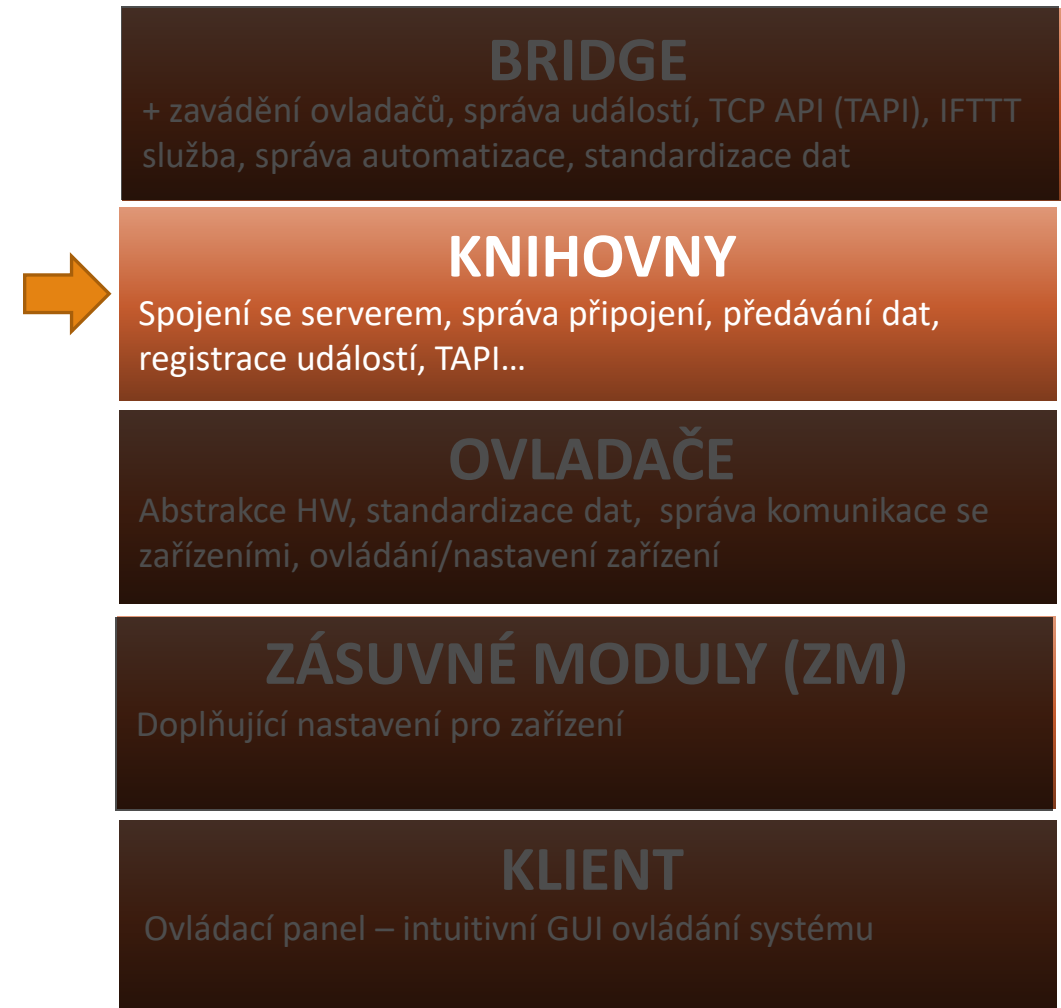 BRIDGE
+ zavádění ovladačů, správa událostí, TCP API (TAPI), IFTTT
služba, správa automatizace, standardizace dat
KNIHOVNY
Spojení se serverem, správa připojení, předávání dat,
registrace událostí, TAPI…
OVLADAČE
Abstrakce HW, standardizace dat,  správa komunikace se
zařízeními, ovládání/nastavení zařízení
ZÁSUVNÉ MODULY (ZM)
Doplňující nastavení pro zařízení
KLIENT
Ovládací panel – intuitivní GUI ovládání systému